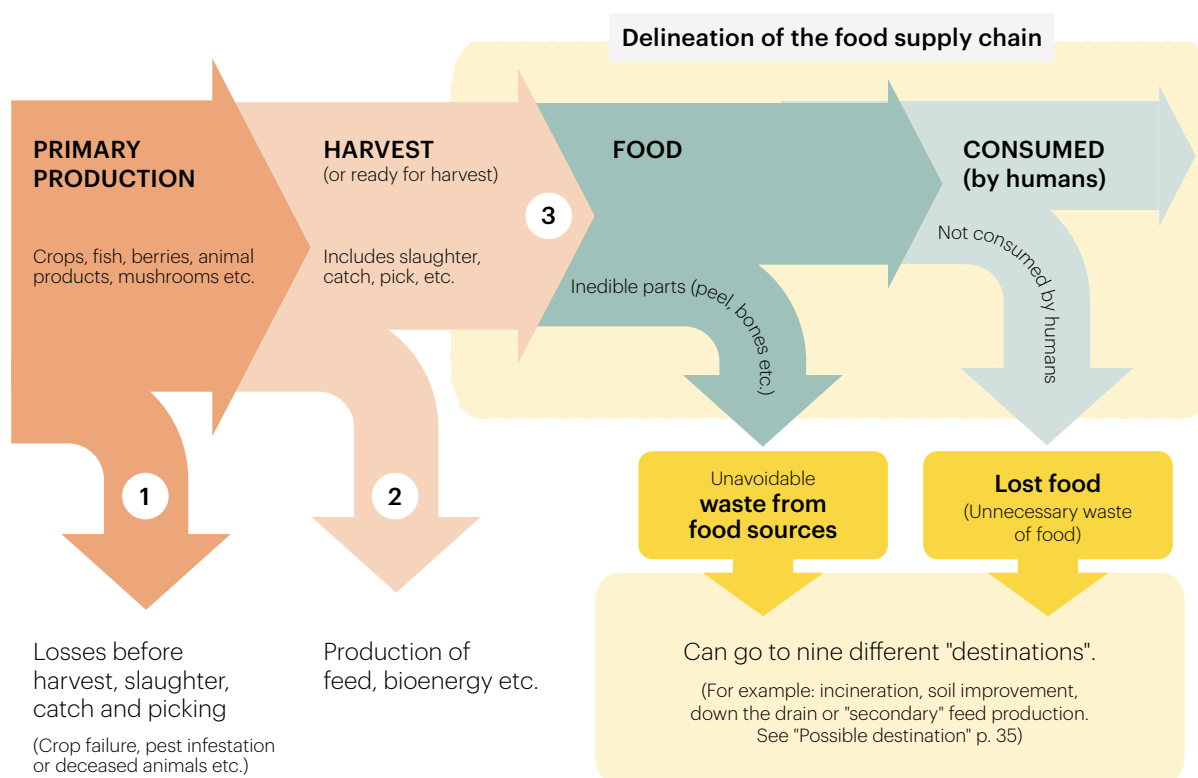 Delineation of the food supply chain
PRIMARY
PRODUCTION
Crops, fish, berries, animal
products, mushrooms etc.
HARVEST
(or ready for harvest)
Includes slaughter,
catch, pick, etc.
3
FOOD
Inedible parts (peel, bones etc.)
CONSUMED
(by humans)
Not consumed by humans
1
2
Unavoidable
waste from
food sources
Lost food
(Unnecessary waste
of food)
Losses before
harvest, slaughter,
catch and picking
(Crop failure, pest infestation
or deceased animals etc.)
Production of
feed, bioenergy etc.
Can go to nine different "destinations".
(For example: incineration, soil improvement,
down the drain or "secondary" feed production.
See "Possible destination" p. 35)